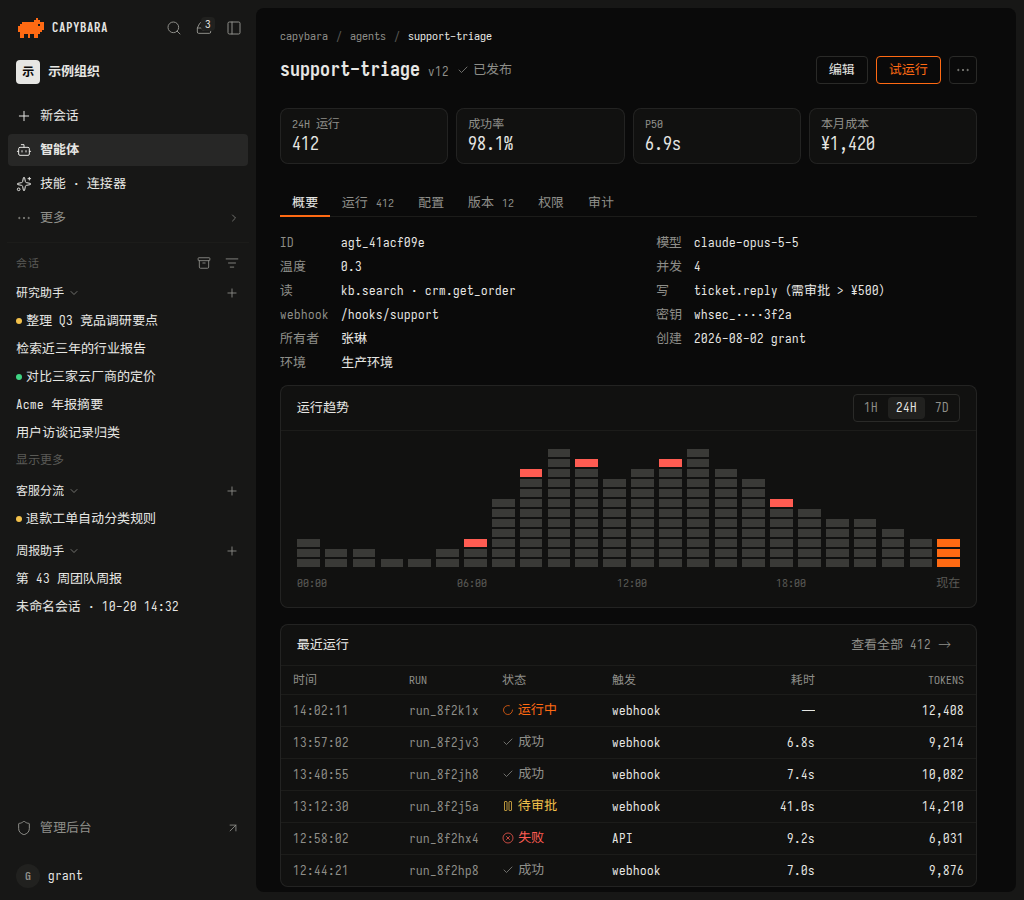 CAPYBARA 3
示 示例组织
新会话
智能体
技能 · 连接器
更多
会话
研究助手
整理 Q3 竞品调研要点
检索近三年的行业报告
对比三家云厂商的定价
Acme 年报摘要
用户访谈记录归类
显示更多
客服分流
退款工单自动分类规则
周报助手
第 43 周团队周报
未命名会话 · 10-20 14:32
管理后台
G grant
capybara / agents / support-triage
support-triage v12 已发布
编辑 试运行
24H 运行 成功率 P50 本月成本
412 98.1% 6.9s ¥1,420
概要 运行 412 配置 版本 12 权限 审计
ID agt_41acf09e 模型 claude-opus-5-5
温度 0.3 并发 4
读 kb.search · crm.get_order 写 ticket.reply (需审批 > ¥500)
webhook /hooks/support 密钥 whsec_····3f2a
所有者 张琳 创建 2026-08-02 grant
环境 生产环境
运行趋势 1H 24H 7D
00:00 06:00 12:00 18:00 现在
最近运行 查看全部 412 →
时间 RUN 状态 触发 耗时 TOKENS
14:02:11 run_8f2k1x 运行中 webhook — 12,408
13:57:02 run_8f2jv3 成功 webhook 6.8s 9,214
13:40:55 run_8f2jh8 成功 webhook 7.4s 10,082
13:12:30 run_8f2j5a 待审批 webhook 41.0s 14,210
12:58:02 run_8f2hx4 失败 API 9.2s 6,031
12:44:21 run_8f2hp8 成功 webhook 7.0s 9,876